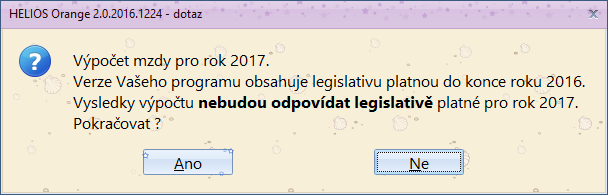 HELIOS Orange 2.0.2016.1224 - dotaz
Výpočet mzdy pro rok 2017.
Verze Vašeho programu obsahuje legislativu platnou do konce roku 2016.
Vysledky výpočtu nebudou odpovídat legislativě platné pro rok 2017.
Pokračovat ?
Ano
Ne